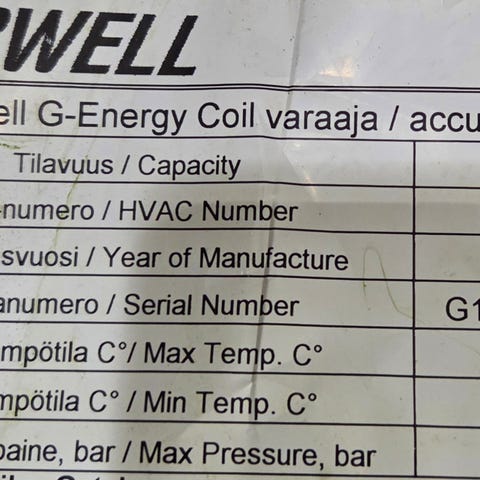 WELL
ell G-Energy Coil varaaja / accu
Tilavuus / Capacity
-numero / HVAC Number
svuosi / Year of Manufacture
anumero / Serial Number G1
mpötila C°/ Max Temp. C°
mpötila C° / Min Temp. C°
paine, bar / Max Pressure, bar